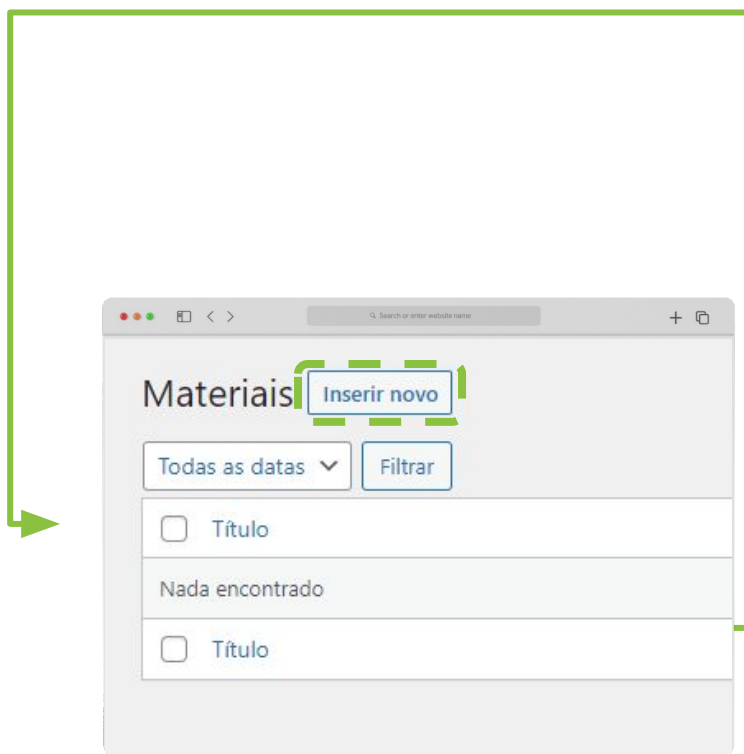 Search or enter website name
Materiais Inserir novo
Todas as datas Filtrar
Título
Nada encontrado
Título